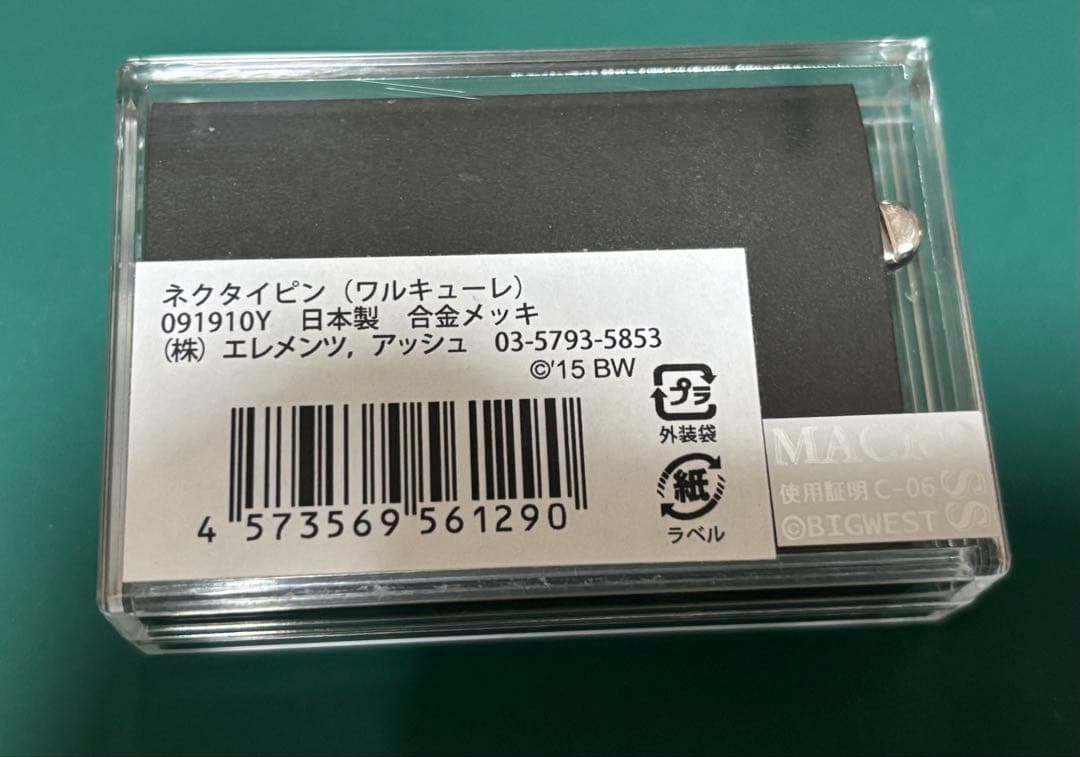 ネクタイピン（ワルキューレ）
091910Y 日本製 合金メッキ
（株）エレメンツ, アッシュ 03-5793-5853
©'15 BW
プラ
外装袋
紙
ラベル
4 573569 561290
使用証明 C-06
©BIGWEST